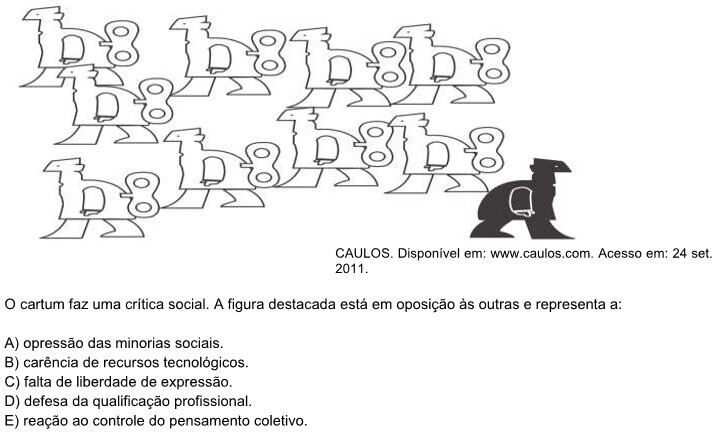 CAULOS. Disponível em: www.caulos.com. Acesso em: 24 set.
2011.
O cartum faz uma crítica social. A figura destacada está em oposição às outras e representa a:
A) opressão das minorias sociais.
B) carência de recursos tecnológicos.
C) falta de liberdade de expressão.
D) defesa da qualificação profissional.
E) reação ao controle do pensamento coletivo.